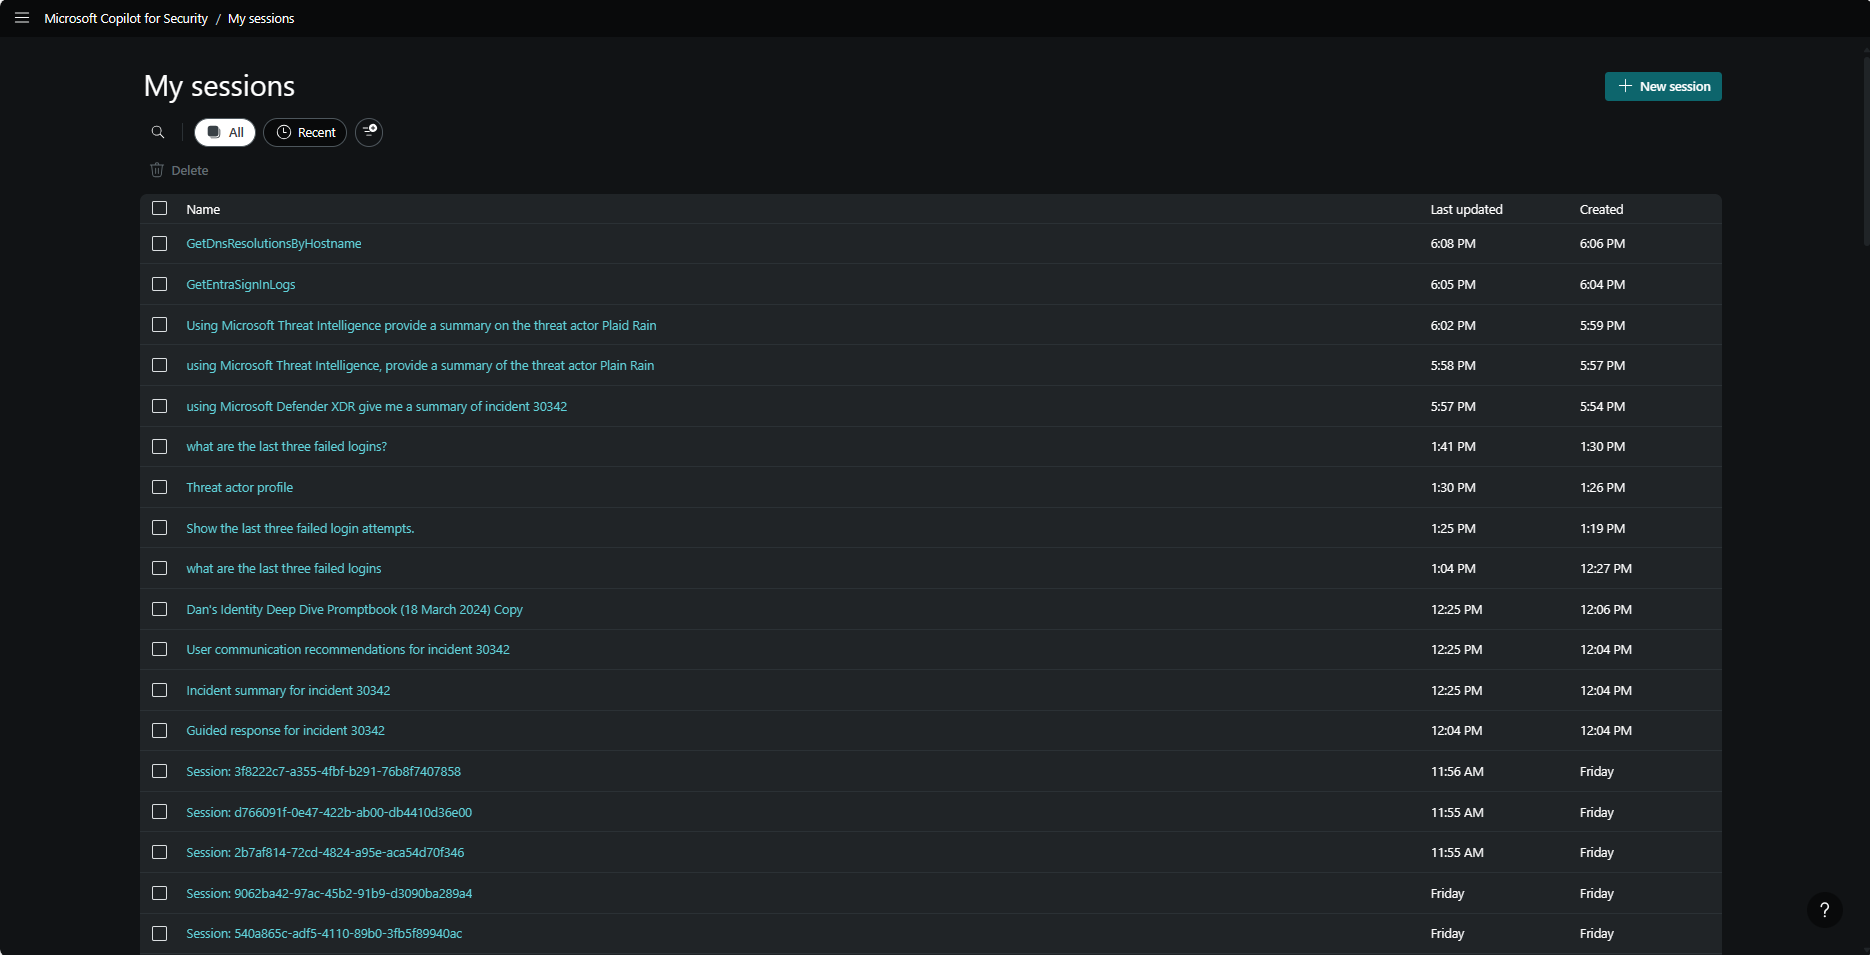 Microsoft Copilot for Security / My sessions
My sessions
New session
All Recent
Delete
Name Last updated Created
GetDnsResolutionsByHostname 6:08 PM 6:06 PM
GetEntraSignInLogs 6:05 PM 6:04 PM
Using Microsoft Threat Intelligence provide a summary on the threat actor Plaid Rain 6:02 PM 5:59 PM
using Microsoft Threat Intelligence, provide a summary of the threat actor Plain Rain 5:58 PM 5:57 PM
using Microsoft Defender XDR give me a summary of incident 30342 5:57 PM 5:54 PM
what are the last three failed logins? 1:41 PM 1:30 PM
Threat actor profile 1:30 PM 1:26 PM
Show the last three failed login attempts. 1:25 PM 1:19 PM
what are the last three failed logins 1:04 PM 12:27 PM
Dan's Identity Deep Dive Promptbook (18 March 2024) Copy 12:25 PM 12:06 PM
User communication recommendations for incident 30342 12:25 PM 12:04 PM
Incident summary for incident 30342 12:25 PM 12:04 PM
Guided response for incident 30342 12:04 PM 12:04 PM
Session: 3f8222c7-a355-4fbf-b291-76b8f7407858 11:56 AM Friday
Session: d766091f-0e47-422b-ab00-db4410d36e00 11:55 AM Friday
Session: 2b7af814-72cd-4824-a95e-aca54d70f346 11:55 AM Friday
Session: 9062ba42-97ac-45b2-91b9-d3090ba289a4 Friday Friday
Session: 540a865c-adf5-4110-89b0-3fb5f89940ac Friday Friday
?